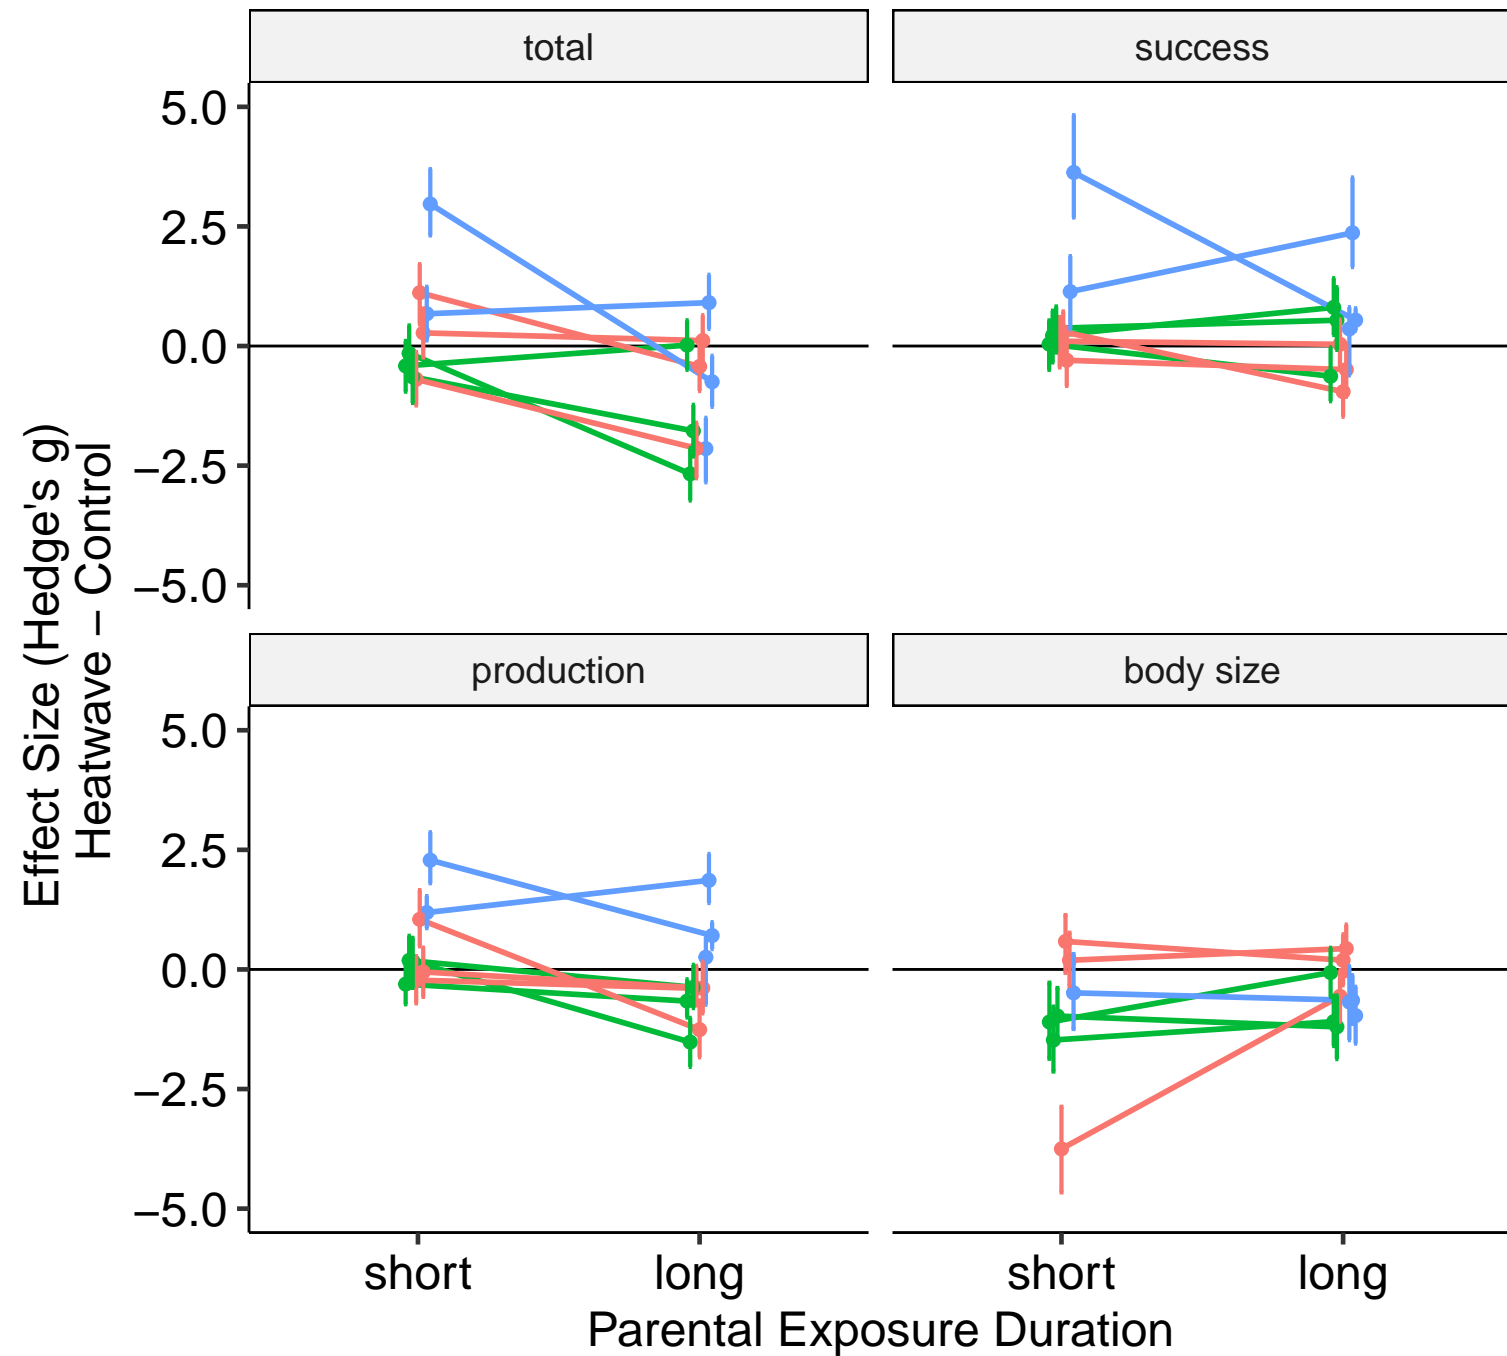 total
success
5.0
2.5
0.0
−2.5
−5.0
production
body size
5.0
2.5
0.0
−2.5
−5.0
short
long
short
long
Parental Exposure Duration
Effect Size (Hedge's g)
Heatwave − Control